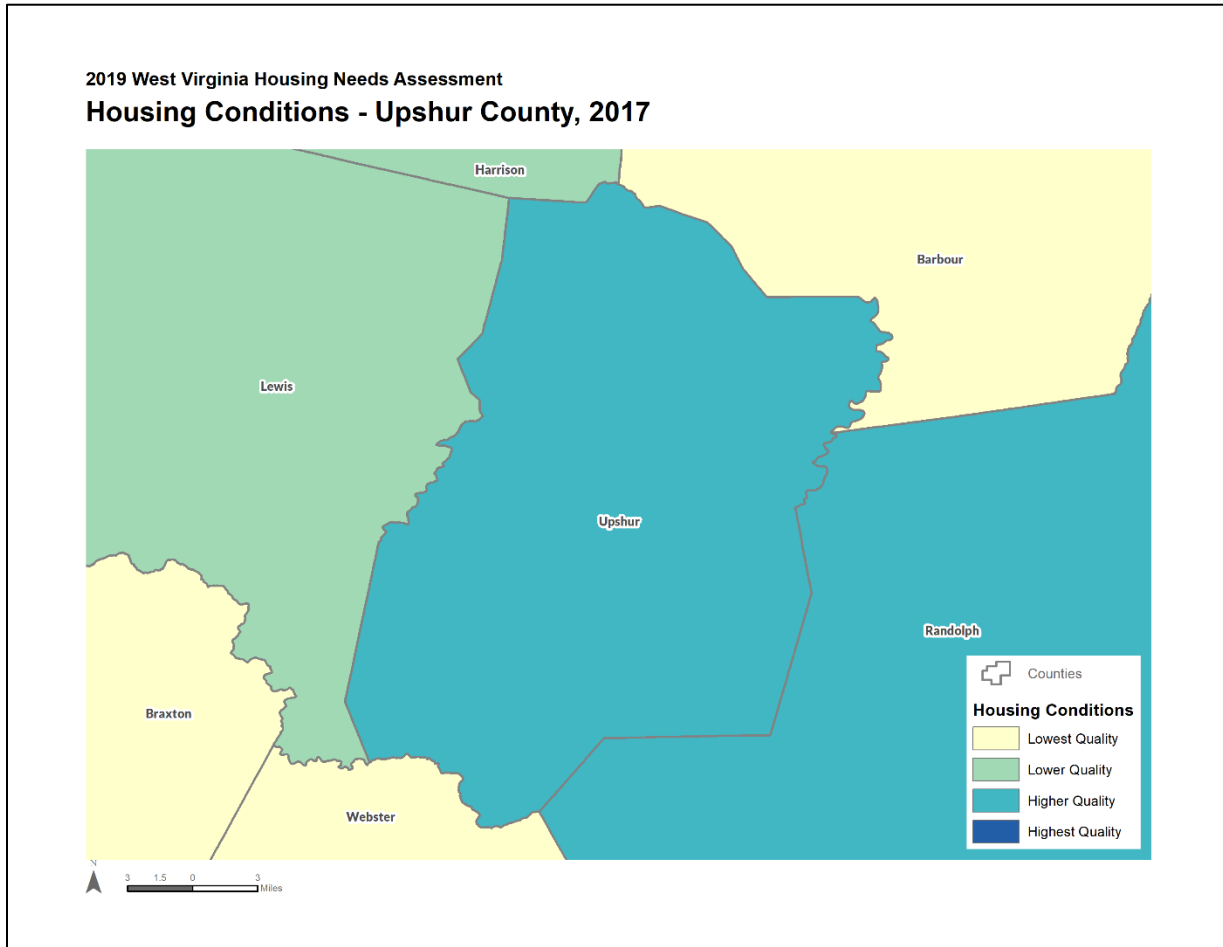 2019 West Virginia Housing Needs Assessment
Housing Conditions - Upshur County, 2017
Harrison
Barbour
Lewis
Upshur
Randolph
Braxton
Webster
Counties
Housing Conditions
Lowest Quality
Lower Quality
Higher Quality
Highest Quality
N
3 1.5 0 3
Miles